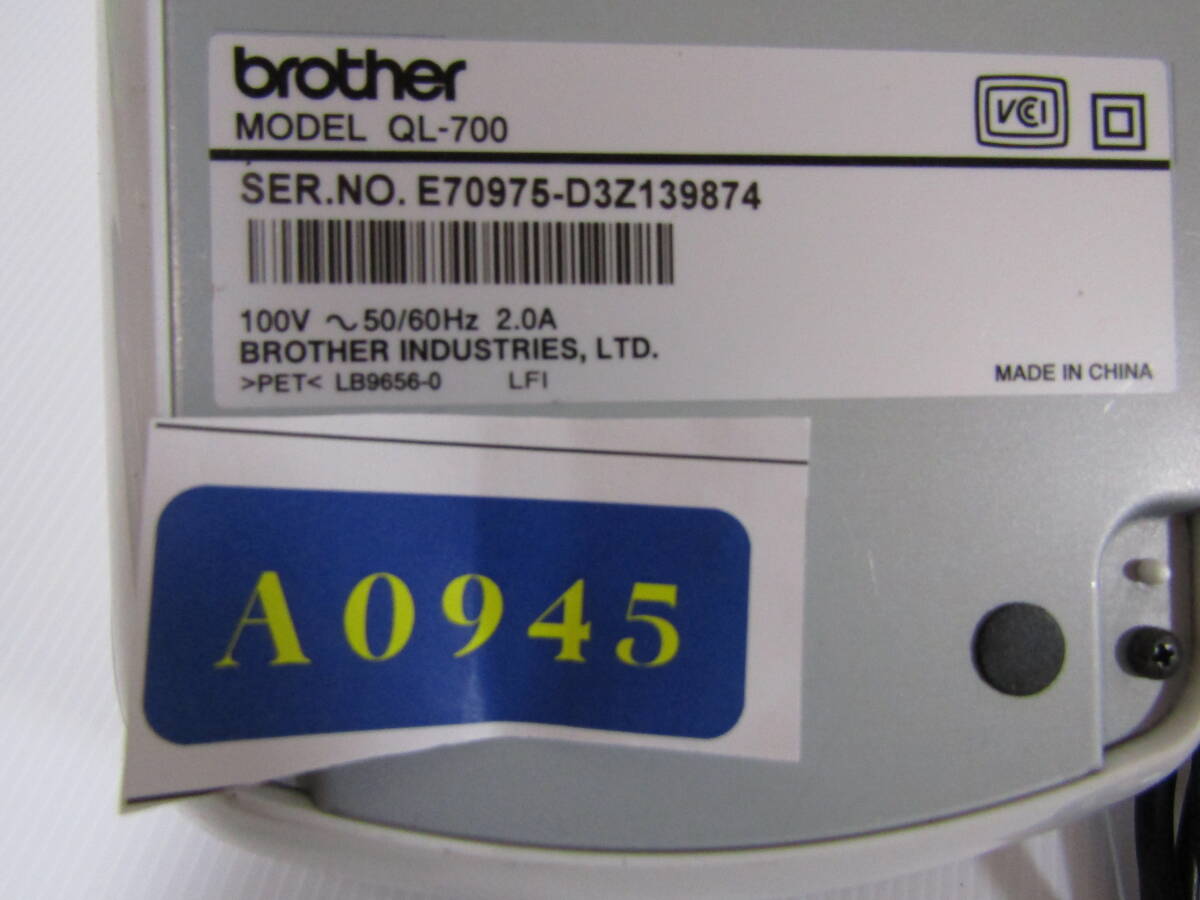 brother
MODEL QL-700
VCCI
SER.NO. E70975-D3Z139874
100V ~ 50/60Hz 2.0A
BROTHER INDUSTRIES, LTD.
>PET< LB9656-0 LFI
MADE IN CHINA
A0945